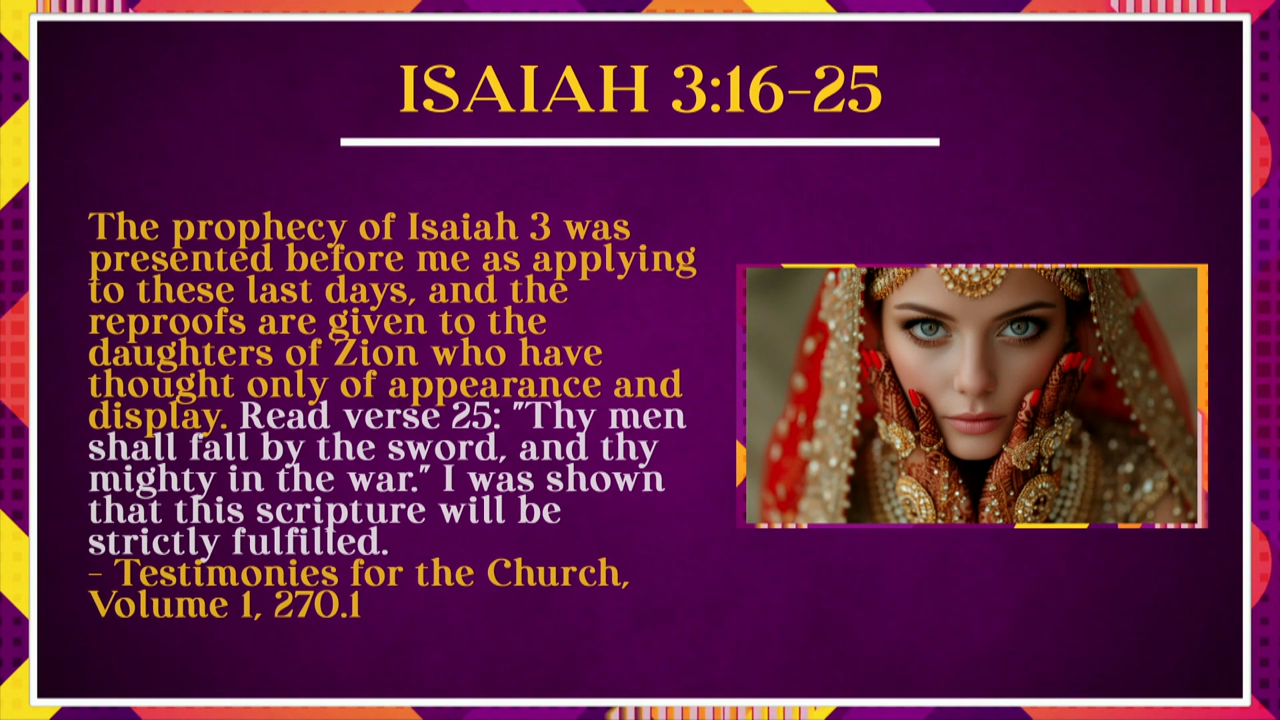 ISAIAH 3:16-25
The prophecy of Isaiah 3 was
presented before me as applying
to these last days, and the
reproofs are given to the
daughters of Zion who have
thought only of appearance and
display. Read verse 25: "Thy men
shall fall by the sword, and thy
mighty in the war." I was shown
that this scripture will be
strictly fulfilled.
- Testimonies for the Church,
Volume 1, 270.1